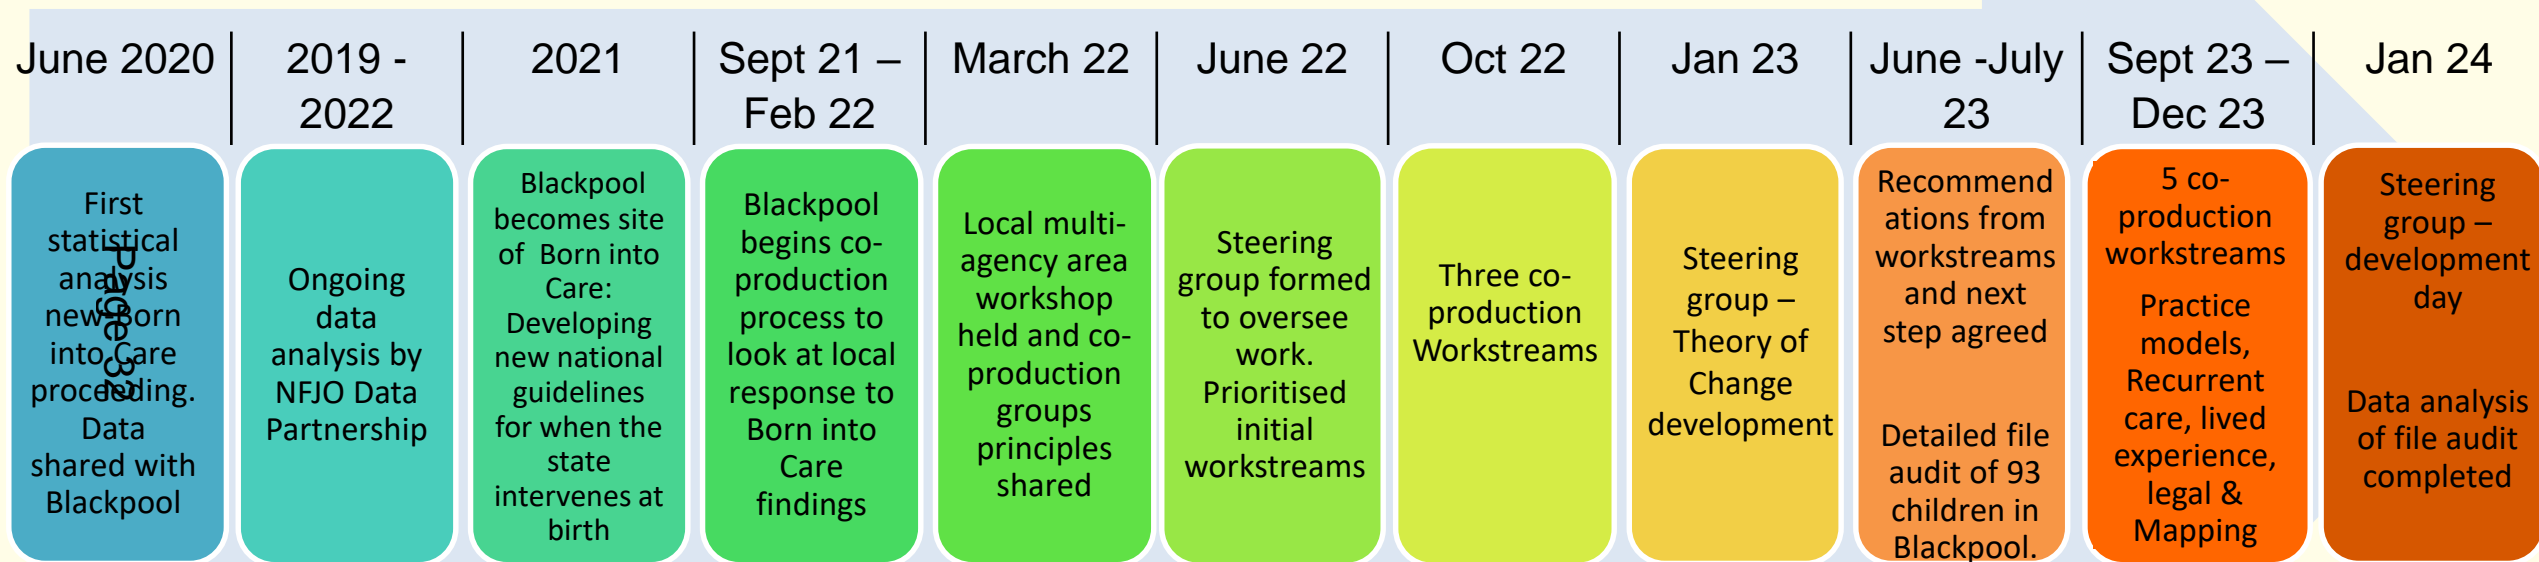 June 2020
2019 -
2022
2021
Sept 21 –
Feb 22
March 22
June 22
Oct 22
Jan 23
June -July
23
Sept 23 –
Dec 23
Jan 24
First
statistical
analysis
new Born
into Care
proceeding.
Data
shared with
Blackpool
Page 32
Ongoing
data
analysis by
NFJO Data
Partnership
Blackpool
becomes site
of Born into
Care:
Developing
new national
guidelines
for when the
state
intervenes at
birth
Blackpool
begins co-
production
process to
look at local
response to
Born into
Care
findings
Local multi-
agency area
workshop
held and co-
production
groups
principles
shared
Steering
group formed
to oversee
work.
Prioritised
initial
workstreams
Three co-
production
Workstreams
Steering
group –
Theory of
Change
development
Recommend
ations from
workstreams
and next
step agreed
Detailed file
audit of 93
children in
Blackpool.
5 co-
production
workstreams
Practice
models,
Recurrent
care, lived
experience,
legal &
Mapping
Steering
group –
development
day
Data analysis
of file audit
completed